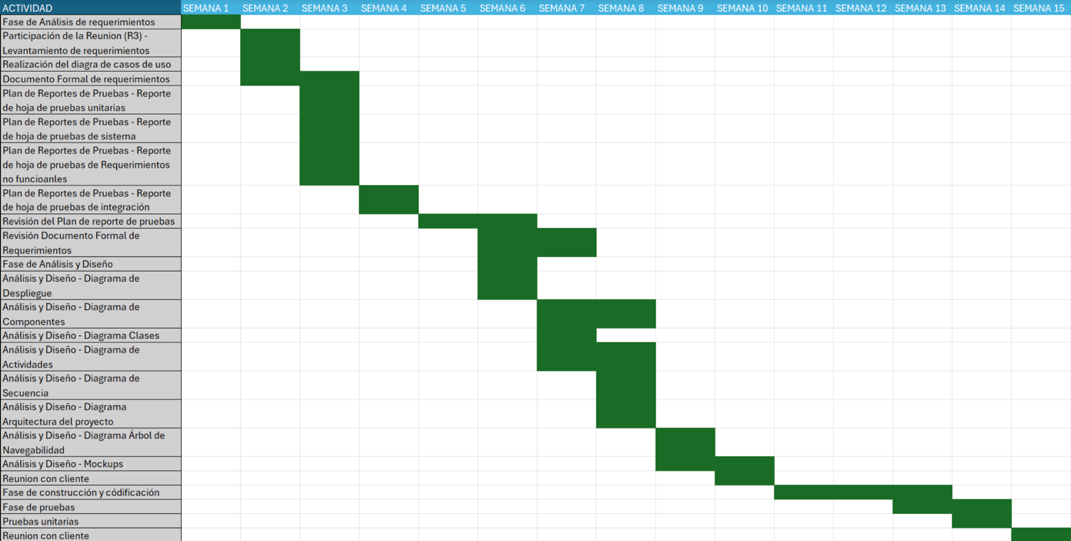 ACTIVIDAD SEMANA 1 SEMANA 2 SEMANA 3 SEMANA 4 SEMANA 5 SEMANA 6 SEMANA 7 SEMANA 8 SEMANA 9 SEMANA 10 SEMANA 11 SEMANA 12 SEMANA 13 SEMANA 14 SEMANA 15
Fase de Análisis de requerimientos
Participación de la Reunion (R3) -
Levantamiento de requerimientos
Realización del diagra de casos de uso
Documento Formal de requerimientos
Plan de Reportes de Pruebas - Reporte
de hoja de pruebas unitarias
Plan de Reportes de Pruebas - Reporte
de hoja de pruebas de sistema
Plan de Reportes de Pruebas - Reporte
de hoja de pruebas de Requerimientos
no funcioanles
Plan de Reportes de Pruebas - Reporte
de hoja de pruebas de integración
Revisión del Plan de reporte de pruebas
Revisión Documento Formal de
Requerimientos
Fase de Análisis y Diseño
Análisis y Diseño - Diagrama de
Despliegue
Análisis y Diseño - Diagrama de
Componentes
Análisis y Diseño - Diagrama Clases
Análisis y Diseño - Diagrama de
Actividades
Análisis y Diseño - Diagrama de
Secuencia
Análisis y Diseño - Diagrama
Arquitectura del proyecto
Análisis y Diseño - Diagrama Árbol de
Navegabilidad
Análisis y Diseño - Mockups
Reunion con cliente
Fase de construcción y códificación
Fase de pruebas
Pruebas unitarias
Reunion con cliente